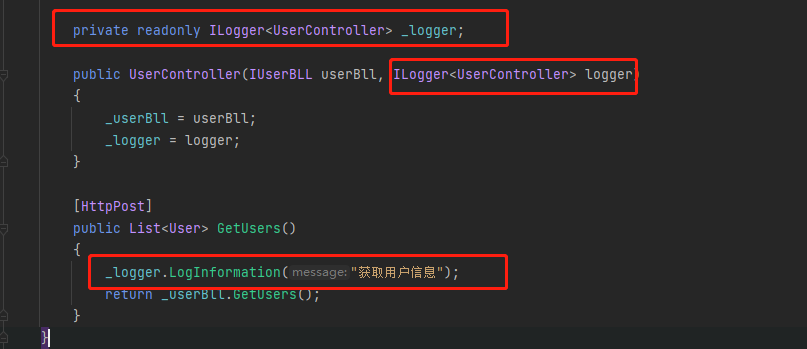 private readonly ILogger<UserController> _logger;
public UserController(IUserBLL userBll, ILogger<UserController> logger)
{
_userBll = userBll;
_logger = logger;
}
[HttpPost]
public List<User> GetUsers()
{
_logger.LogInformation( message: "获取用户信息");
return _userBll.GetUsers();
}
}